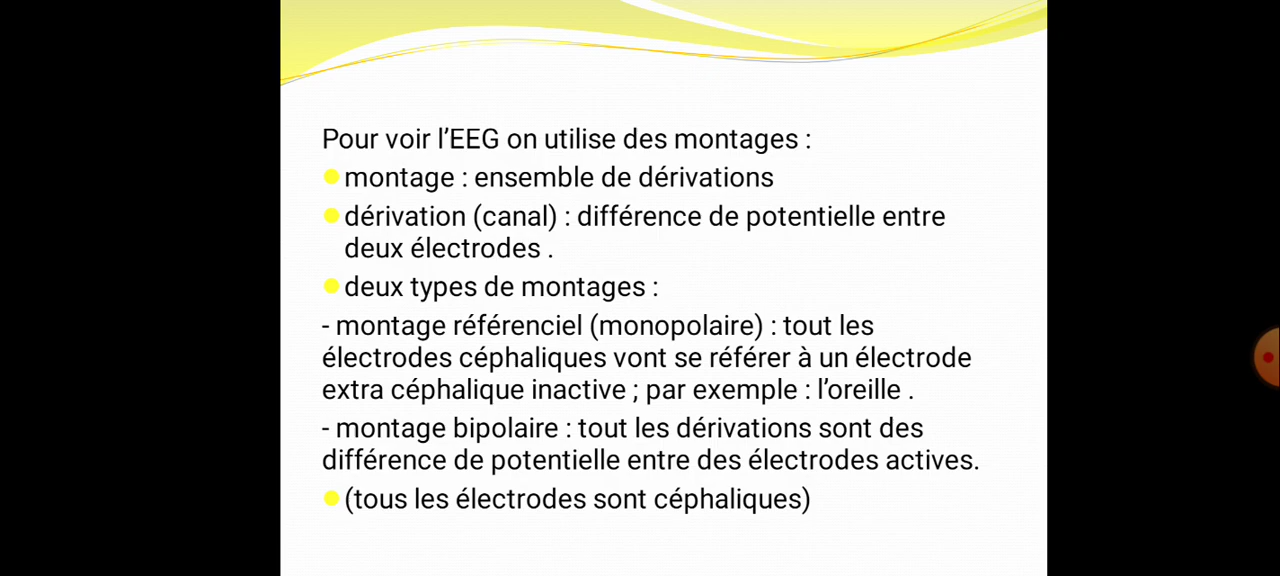 Pour voir l’EEG on utilise des montages :
montage : ensemble de dérivations
dérivation (canal) : différence de potentielle entre
deux électrodes .
deux types de montages :
- montage référenciel (monopolaire) : tout les
électrodes céphaliques vont se référer à un électrode
extra céphalique inactive ; par exemple : l’oreille .
- montage bipolaire : tout les dérivations sont des
différence de potentielle entre des électrodes actives.
(tous les électrodes sont céphaliques)